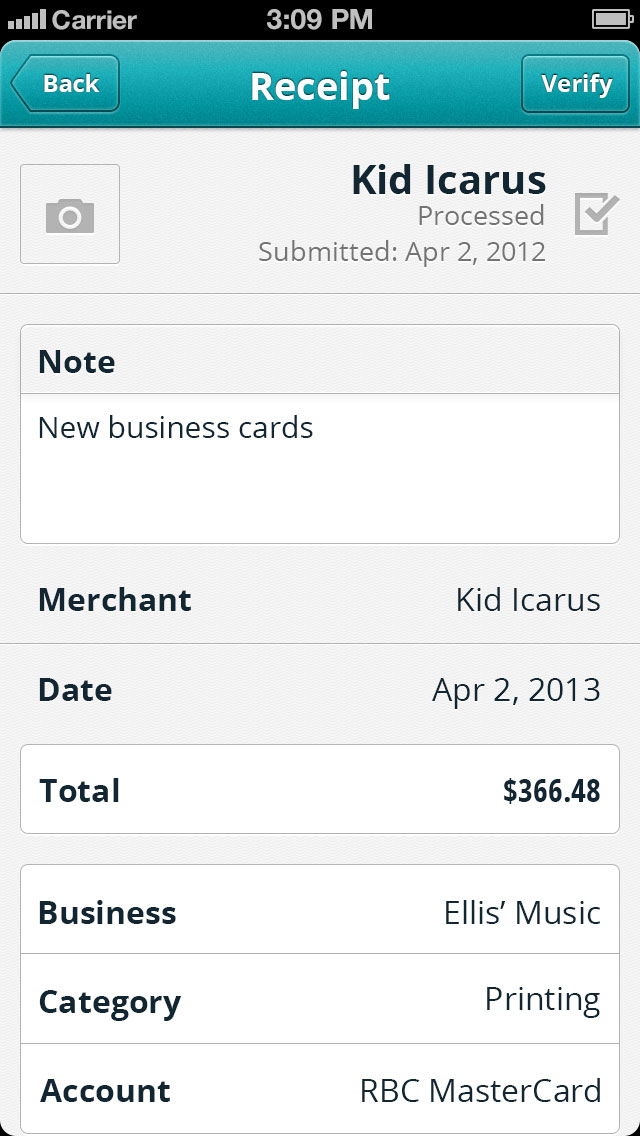 Carrier 3:09 PM
Back Receipt Verify
Kid Icarus
Processed
Submitted: Apr 2, 2012
Note
New business cards
Merchant Kid Icarus
Date Apr 2, 2013
Total $366.48
Business Ellis’ Music
Category Printing
Account RBC MasterCard